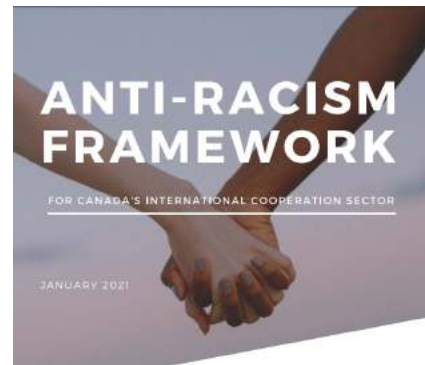 ANTI-RACISM
FRAMEWORK
FOR CANADA'S INTERNATIONAL COOPERATION SECTOR
JANUARY 2021